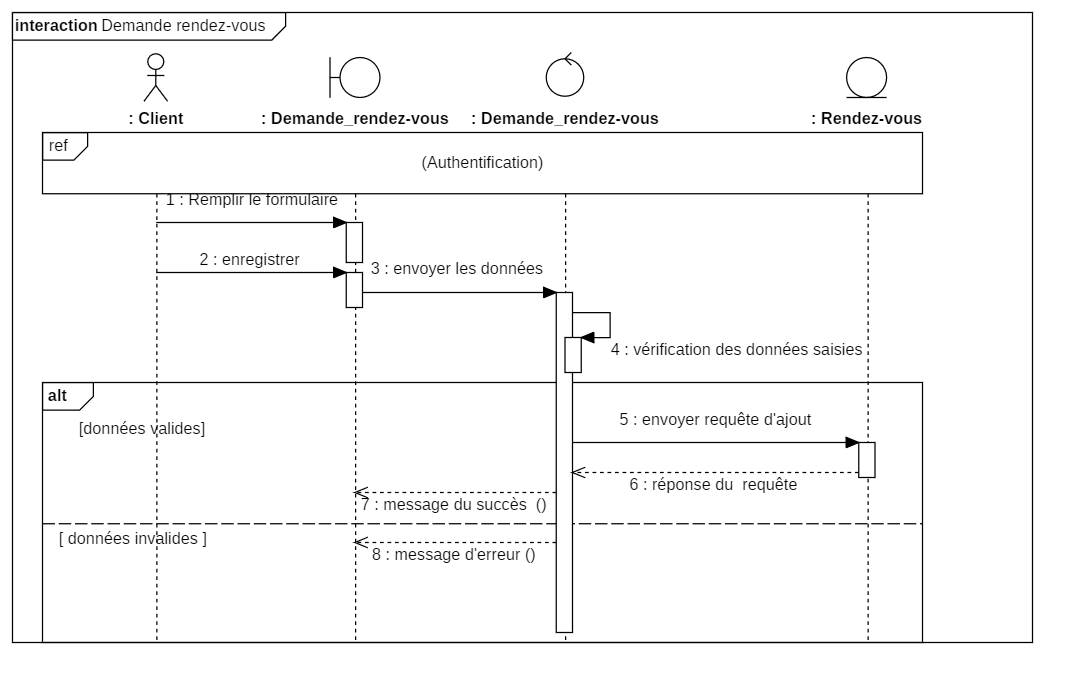 interaction Demande rendez-vous
: Client
: Demande_rendez-vous
: Demande_rendez-vous
: Rendez-vous
ref
(Authentification)
1 : Remplir le formulaire
2 : enregistrer
3 : envoyer les données
4 : vérification des données saisies
alt
[données valides]
5 : envoyer requête d'ajout
6 : réponse du  requête
7 : message du succès  ()
[ données invalides ]
8 : message d'erreur ()